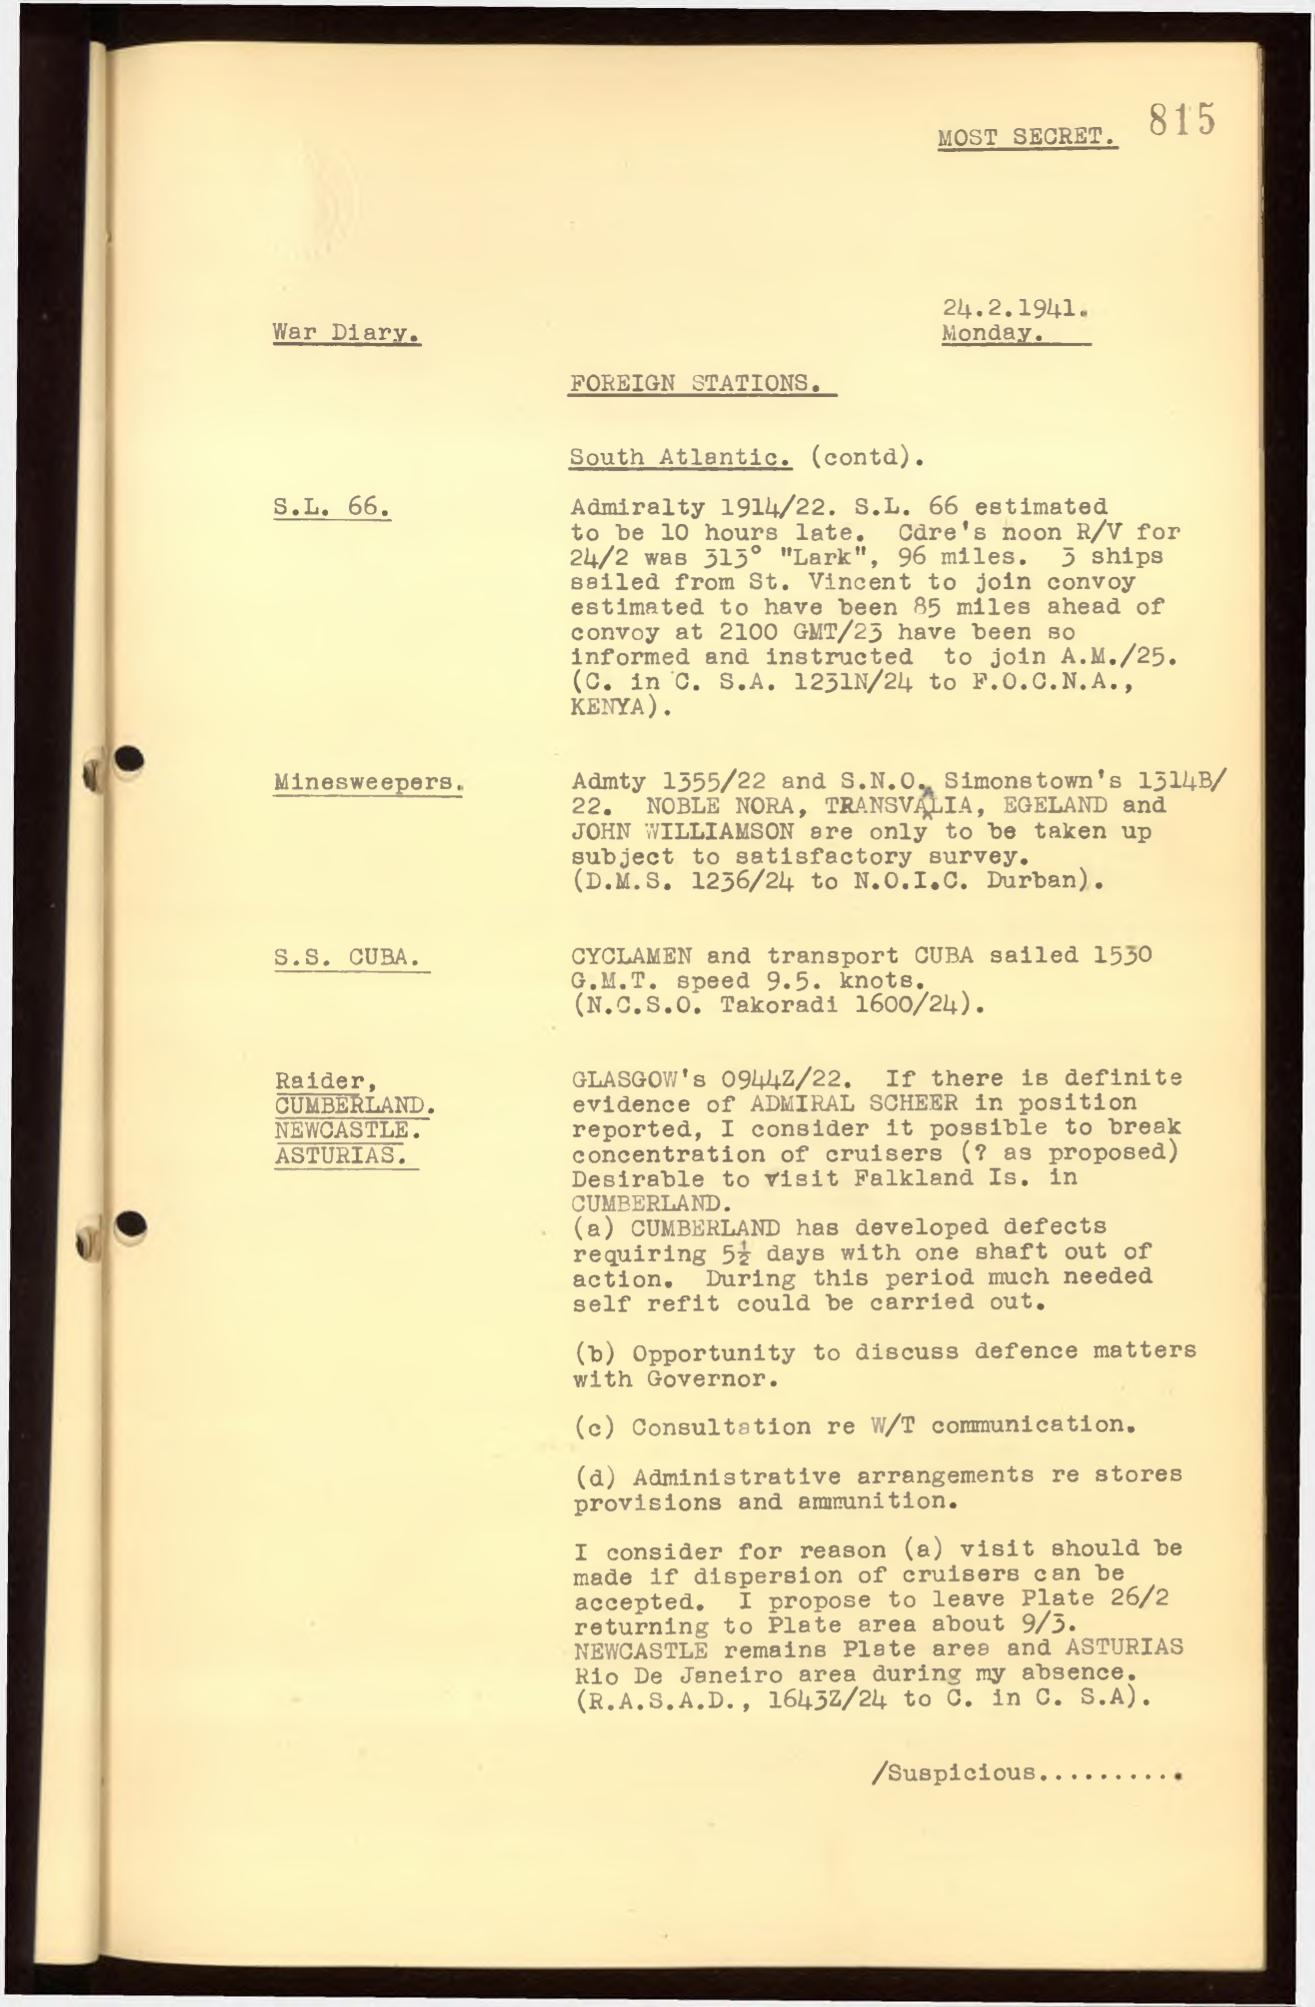 815
MOST SECRET.
24.2.1941.
War Diary.
Monday.
FOREIGN STATIONS.
South Atlantic. (contd).
S.L. 66.
Admiralty 1914/22. S.L. 66 estimated
to be 10 hours late. Cdre's noon R/V for
24/2 was 313° "Lark", 96 miles. 3 ships
sailed from St. Vincent to join convoy
estimated to have been 85 miles ahead of
convoy at 2100 GMT/23 have been so
informed and instructed to join A.M./25.
(C. in C. S.A. 1231N/24 to F.O.C.N.A.,
KENYA).
Minesweepers.
Admty 1355/22 and S.N.O. Simonstown's 1314B/
22. NOBLE NORA, TRANSVALIA, EGELAND and
JOHN WILLIAMSON are only to be taken up
subject to satisfactory survey.
(D.M.S. 1236/24 to N.O.I.C. Durban).
S.S. CUBA.
CYCLAMEN and transport CUBA sailed 1530
G.M.T. speed 9.5. knots.
(N.C.S.O. Takoradi 1600/24).
Raider,
CUMBERLAND.
NEWCASTLE.
ASTURIAS.
GLASGOW's 0944Z/22. If there is definite
evidence of ADMIRAL SCHEER in position
reported, I consider it possible to break
concentration of cruisers (? as proposed)
Desirable to visit Falkland Is. in
CUMBERLAND.
(a) CUMBERLAND has developed defects
requiring 5½ days with one shaft out of
action. During this period much needed
self refit could be carried out.
(b) Opportunity to discuss defence matters
with Governor.
(c) Consultation re W/T communication.
(d) Administrative arrangements re stores
provisions and ammunition.
I consider for reason (a) visit should be
made if dispersion of cruisers can be
accepted. I propose to leave Plate 26/2
returning to Plate area about 9/3.
NEWCASTLE remains Plate area and ASTURIAS
Rio De Janeiro area during my absence.
(R.A.S.A.D., 1643Z/24 to C. in C. S.A).
/Suspicious..........